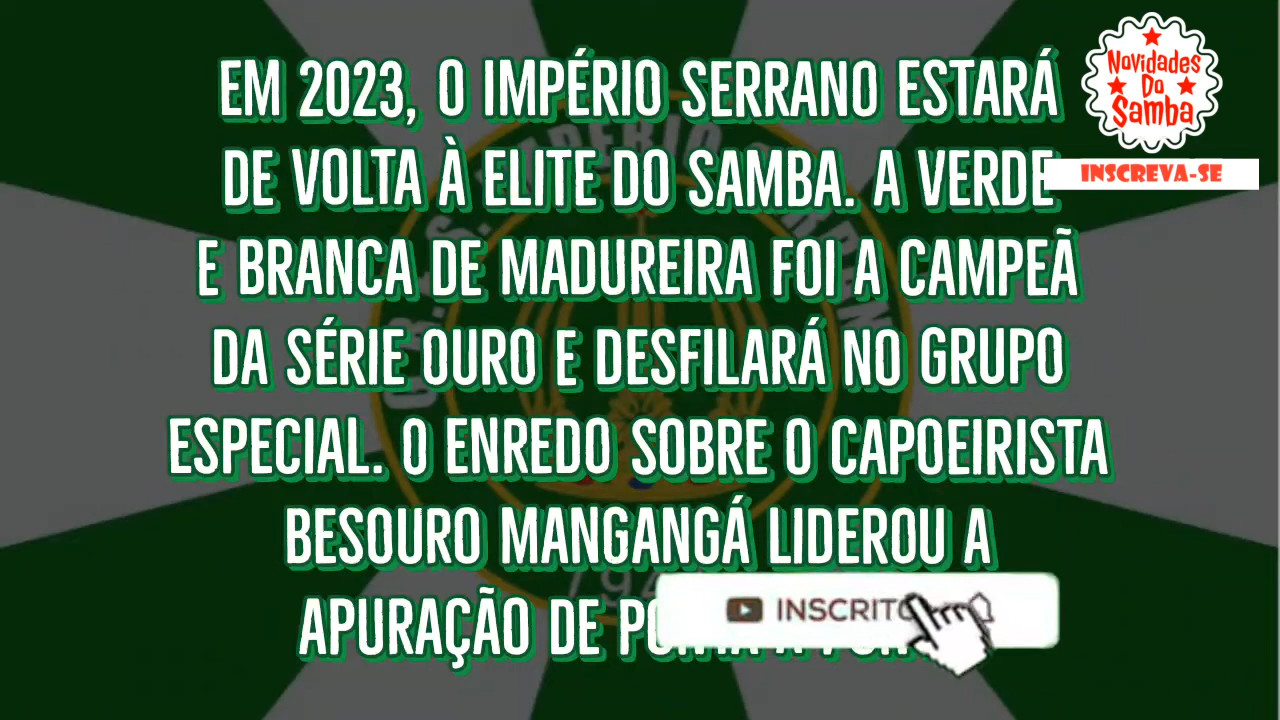 EM 2023, O IMPÉRIO SERRANO ESTARÁ
DE VOLTA À ELITE DO SAMBA. A VERDE
E BRANCA DE MADUREIRA FOI A CAMPEÃ
DA SÉRIE OURO E DESFILARÁ NO GRUPO
ESPECIAL. O ENREDO SOBRE O CAPOEIRISTA
BESOURO MANGANGÁ LIDEROU A
APURAÇÃO DE
Novidades
Do
Samba
INSCREVA-SE
INSCRITO